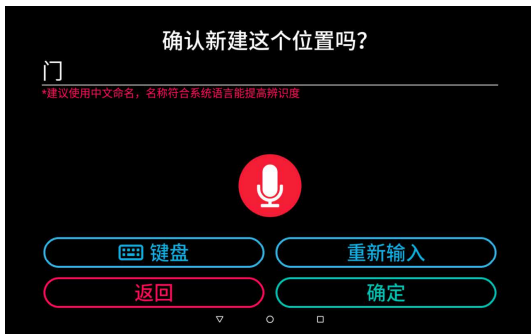 确认新建这个位置吗?
门
*建议使用中文命名，名称符合系统语言能提高辨识度
键盘
重新输入
返回
确定